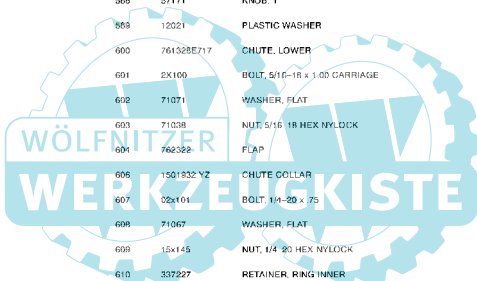 588 57171 KNOB, T
589 12021 PLASTIC WASHER
600 761328E717 CHUTE, LOWER
601 2X100 BOLT, 5/16-18 x 1.00 CARRIAGE
602 71071 WASHER, FLAT
603 71038 NUT, 5/16-18 HEX NYLOCK
WÖLFNITZER
604 762322 FLAP
606 1501932 YZ CHUTE COLLAR
WERKZEUGKISTE
607 02x101 BOLT, 1/4-20 x .75
608 71067 WASHER, FLAT
609 15x145 NUT, 1/4-20 HEX NYLOCK
610 337227 RETAINER, RING INNER